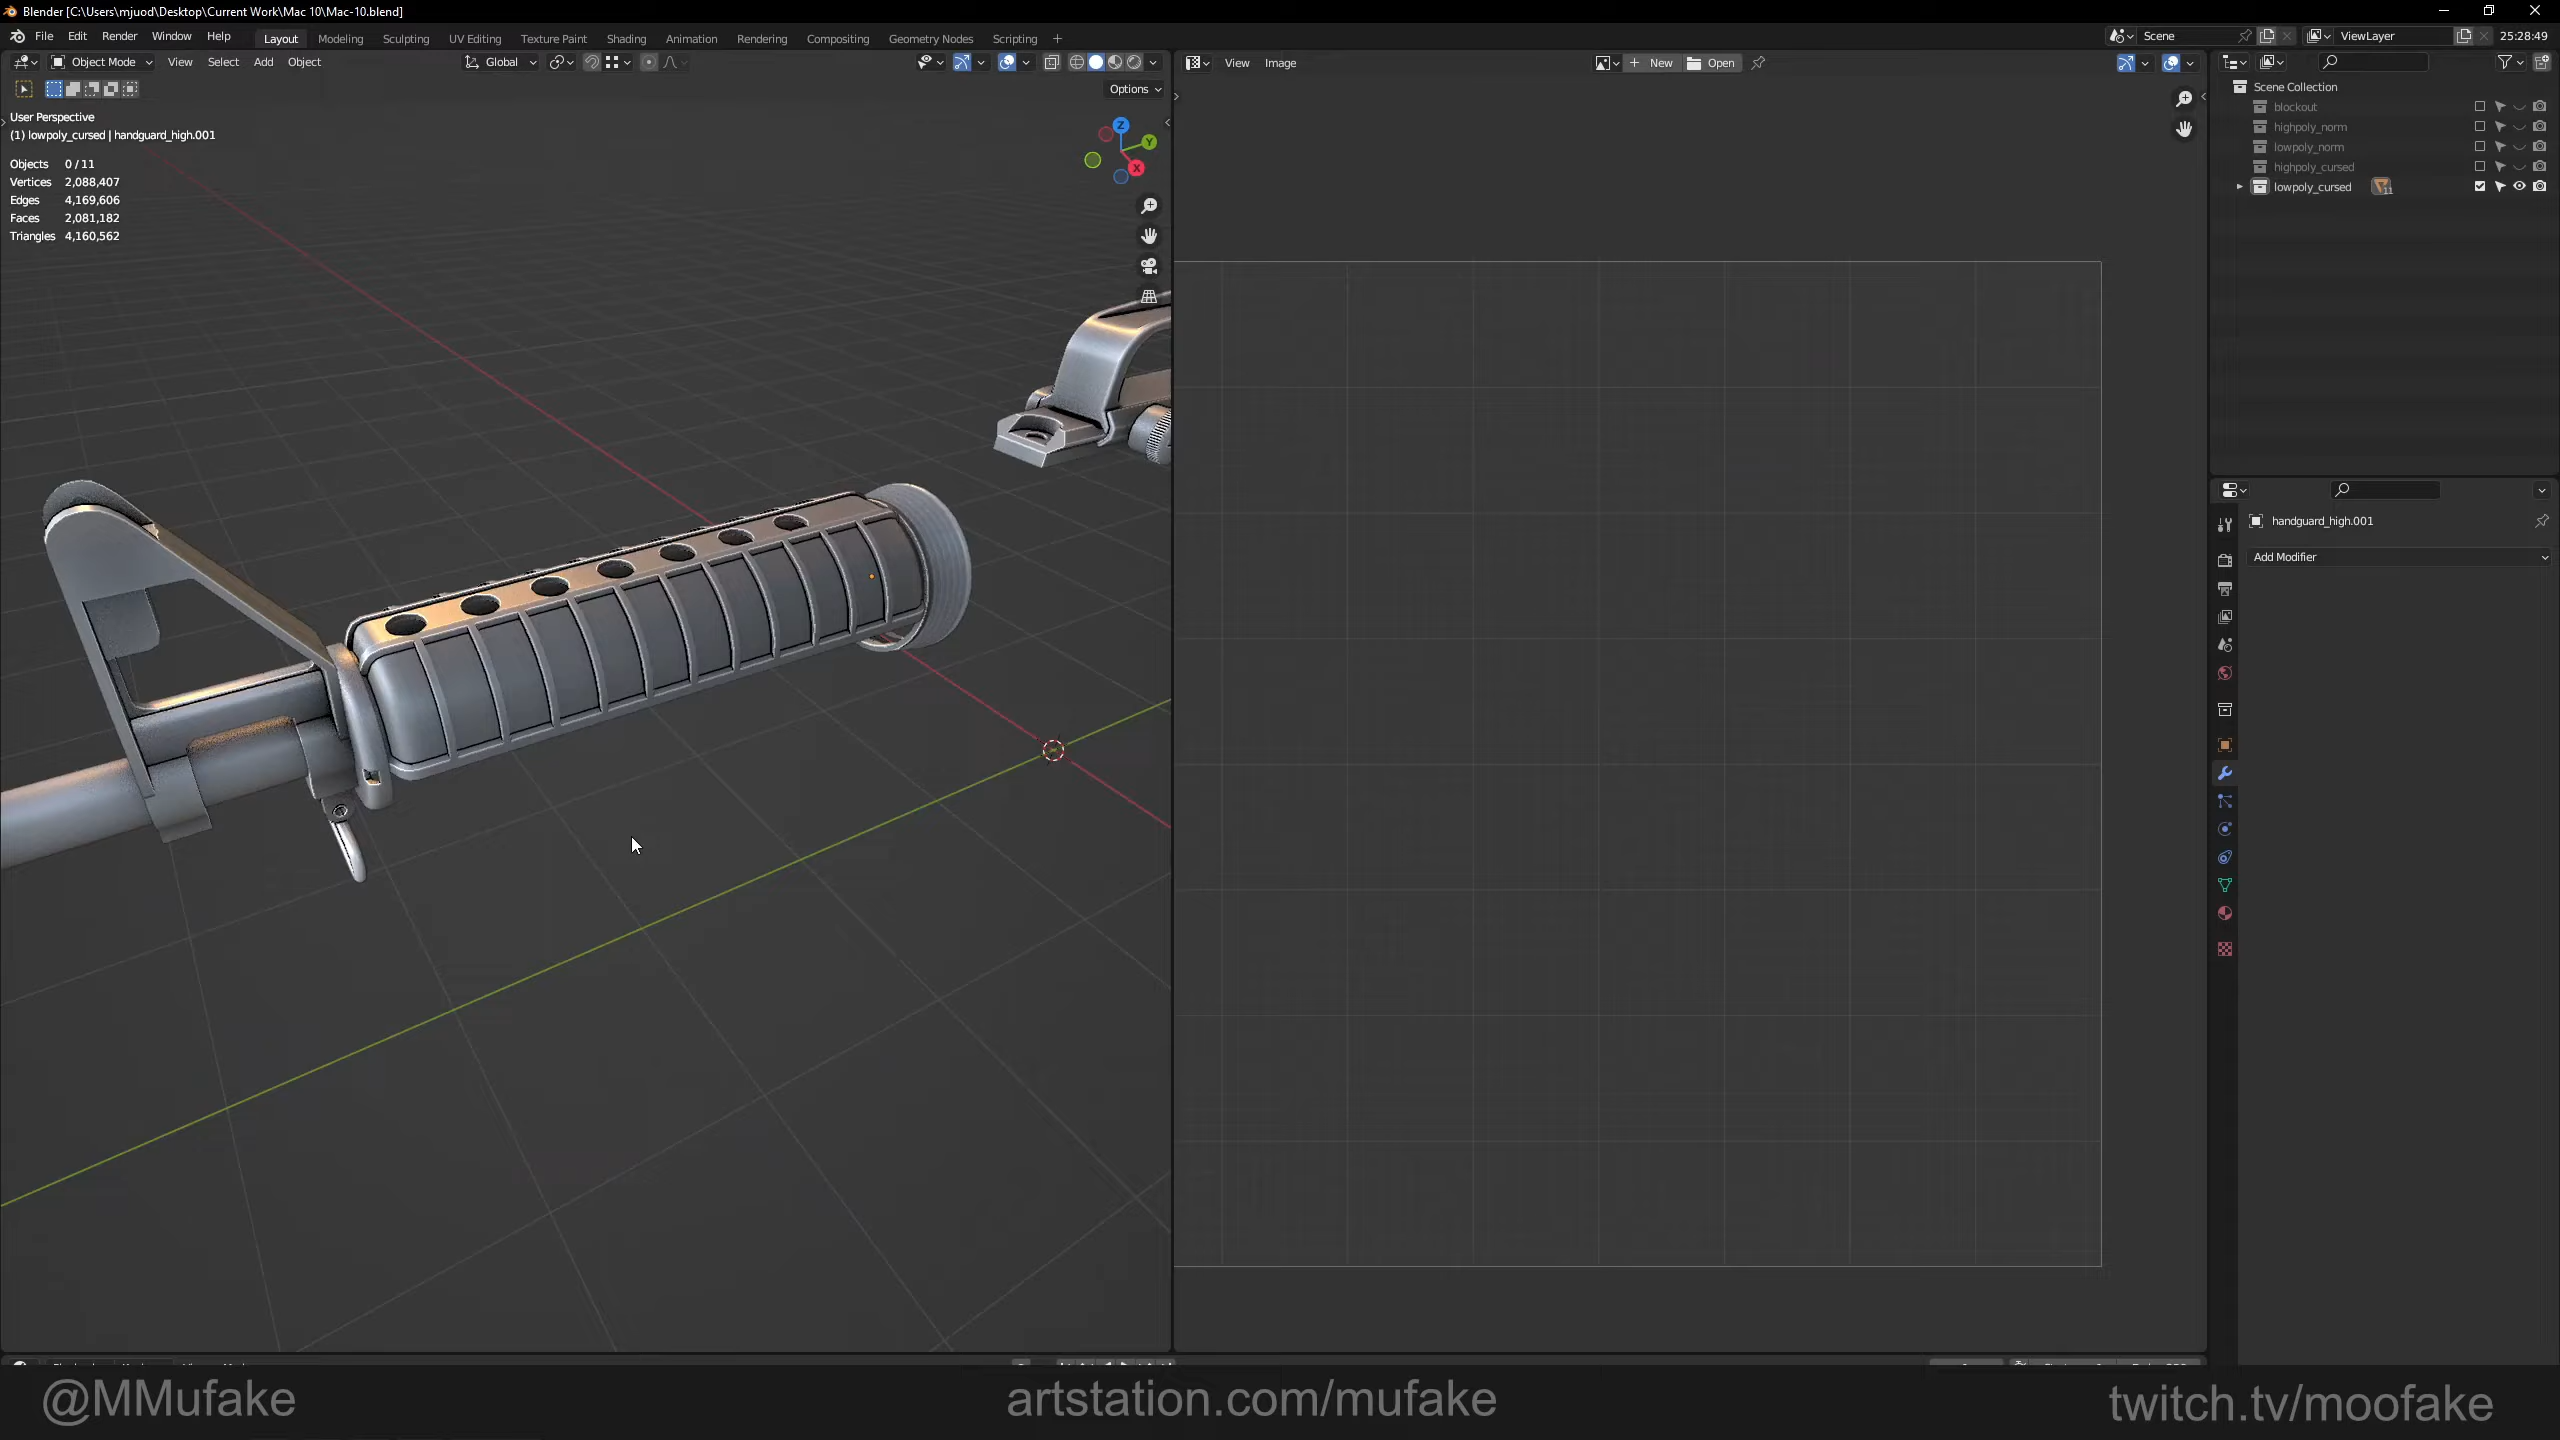 Blender [C:\Users\mjuod\Desktop\Current Work\Mac 10\Mac-10.blend]
File Edit Render Window Help Layout Modeling Sculpting UV Editing Texture Paint Shading Animation Rendering Compositing Geometry Nodes Scripting + Scene ViewLayer 25:28:49
Object Mode View Select Add Object Global View Image + New Open
Options
User Perspective
(1) lowpoly_cursed | handguard_high.001
Objects 0 / 11
Vertices 2,088,407
Edges 4,169,606
Faces 2,081,182
Triangles 4,160,562
Z
Y
X
Scene Collection
blockout
highpoly_norm
lowpoly_norm
highpoly_cursed
lowpoly_cursed 11
handguard_high.001
Add Modifier
@MMufake artstation.com/mufake twitch.tv/moofake